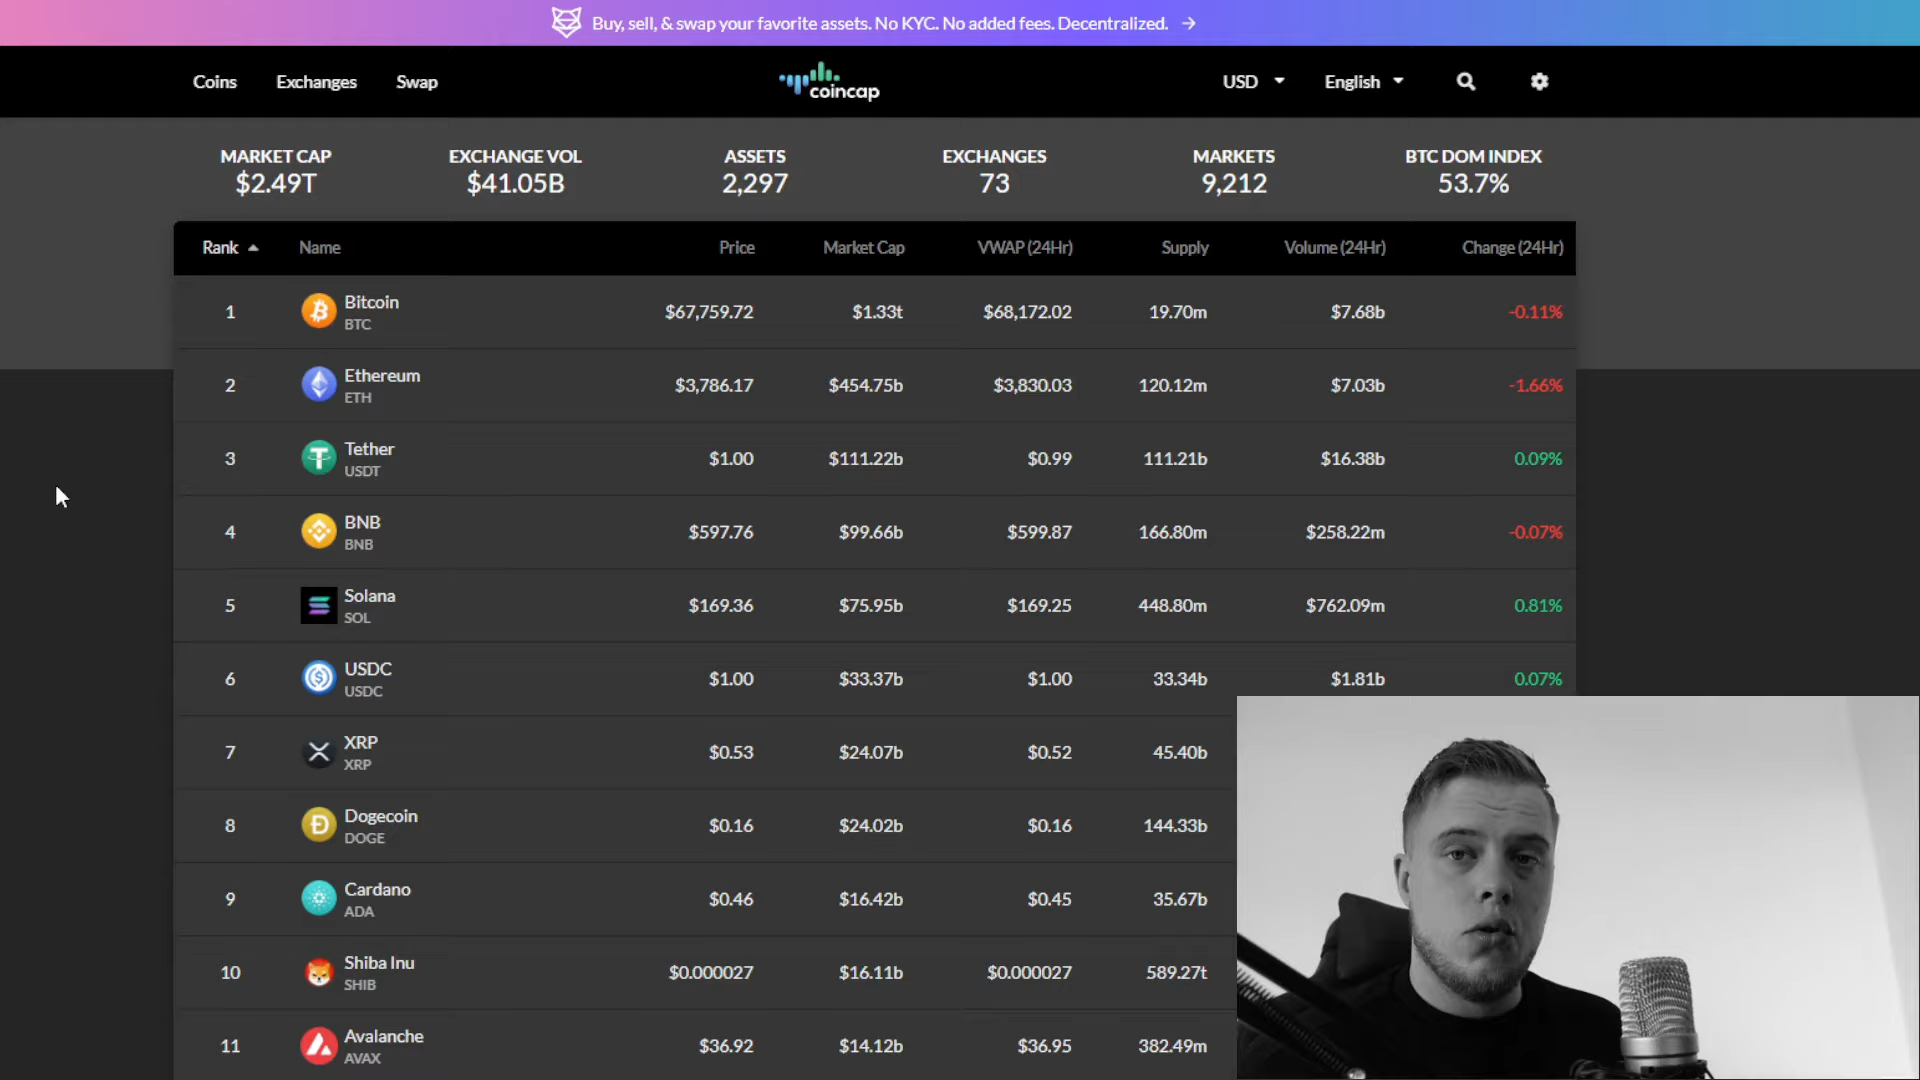 Buy, sell, & swap your favorite assets. No KYC. No added fees. Decentralized. →
Coins Exchanges Swap coincap USD English
MARKET CAP EXCHANGE VOL ASSETS EXCHANGES MARKETS BTC DOM INDEX
$2.49T $41.05B 2,297 73 9,212 53.7%
Rank Name Price Market Cap VWAP (24Hr) Supply Volume (24Hr) Change (24Hr)
1 Bitcoin $67,759.72 $1.33t $68,172.02 19.70m $7.68b -0.11%
BTC
2 Ethereum $3,786.17 $454.75b $3,830.03 120.12m $7.03b -1.66%
ETH
3 Tether $1.00 $111.22b $0.99 111.21b $16.38b 0.09%
USDT
4 BNB $597.76 $99.66b $599.87 166.80m $258.22m -0.07%
BNB
5 Solana $169.36 $75.95b $169.25 448.80m $762.09m 0.81%
SOL
6 USDC $1.00 $33.37b $1.00 33.34b $1.81b 0.07%
USDC
7 XRP $0.53 $24.07b $0.52 45.40b
XRP
8 Dogecoin $0.16 $24.02b $0.16 144.33b
DOGE
9 Cardano $0.46 $16.42b $0.45 35.67b
ADA
10 Shiba Inu $0.000027 $16.11b $0.000027 589.27t
SHIB
11 Avalanche $36.92 $14.12b $36.95 382.49m
AVAX